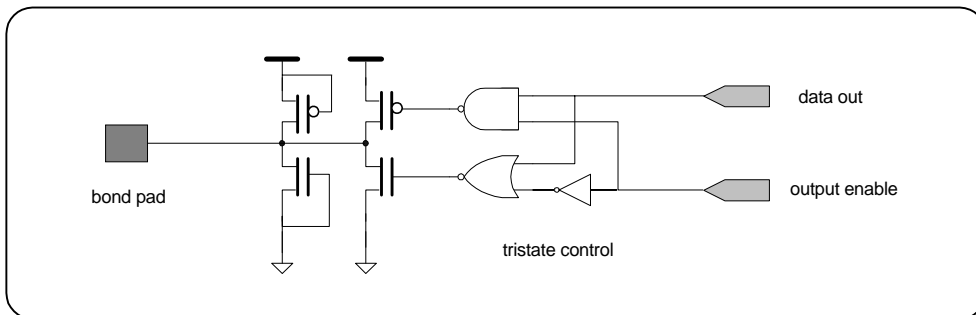 data out
bond pad
output enable
tristate control